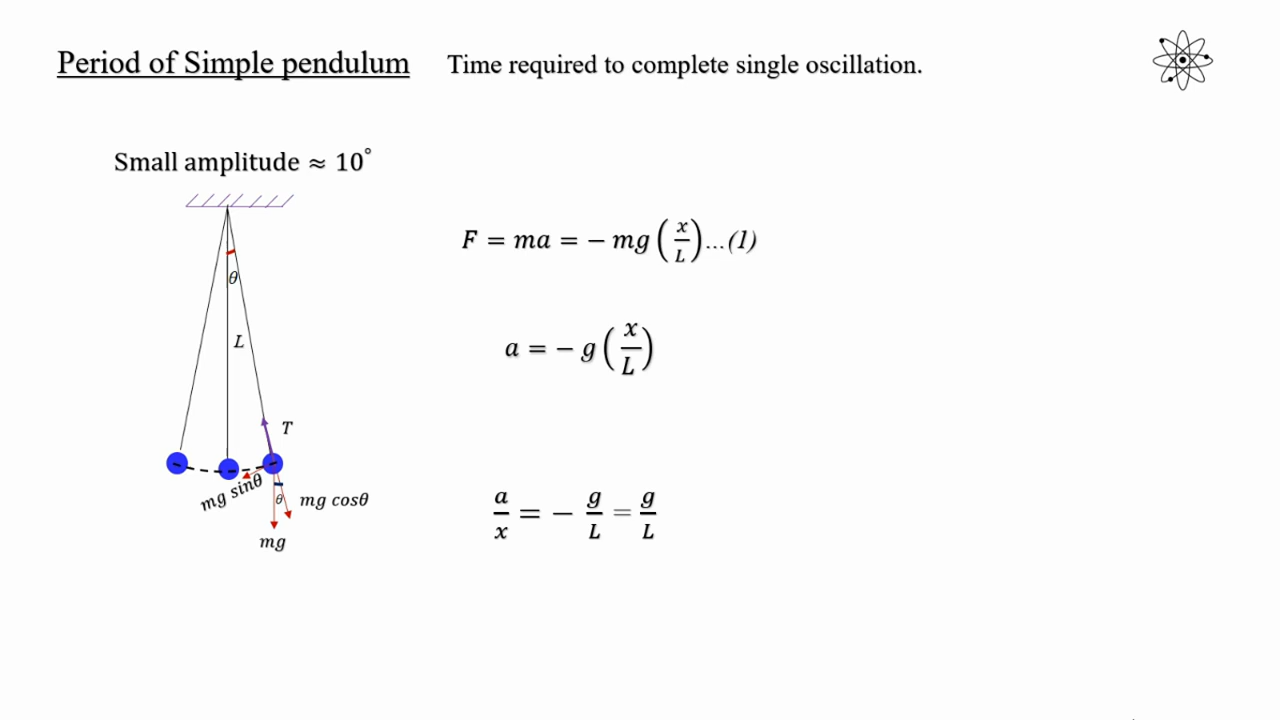 Period of Simple pendulum Time required to complete single oscillation.
Small amplitude ≈ 10°
F = ma = − mg (x/L)...(1)
θ
L
a = − g (x/L)
T
mg sinθ
θ mg cosθ
a/x = − g/L = g/L
mg